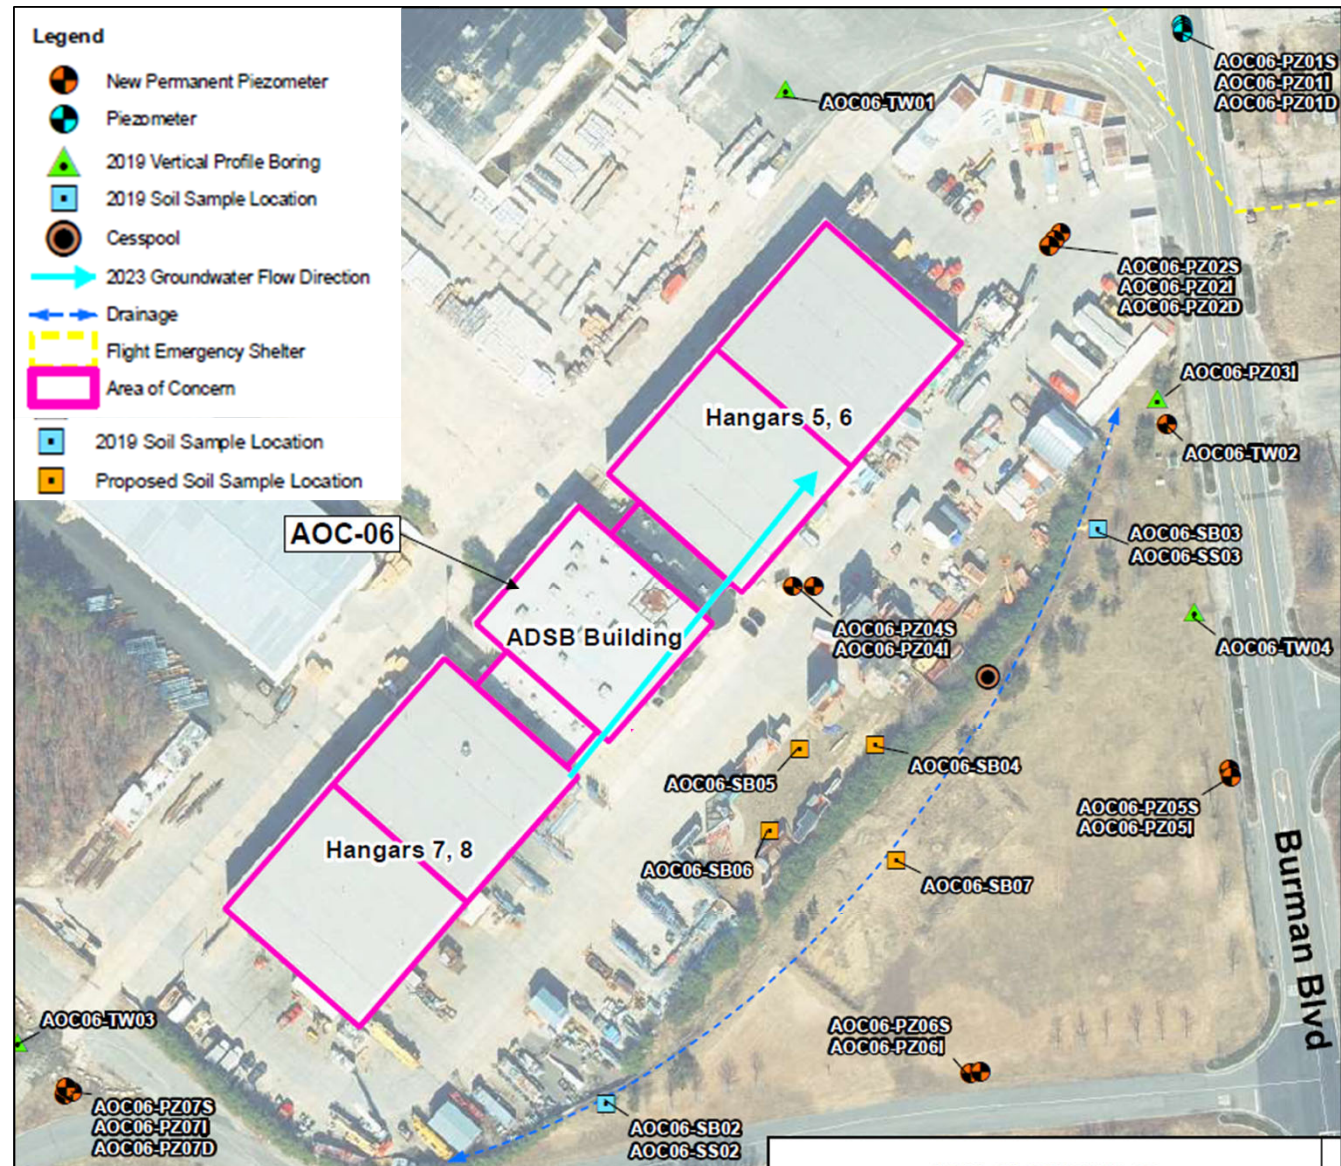 Legend
New Permanent Piezometer
Piezometer
2019 Vertical Profile Boring
2019 Soil Sample Location
Cesspool
2023 Groundwater Flow Direction
Drainage
Flight Emergency Shelter
Area of Concern
2019 Soil Sample Location
Proposed Soil Sample Location
AOC06-PZ01S
AOC06-PZ01I
AOC06-PZ01D
AOC06-TW01
AOC06-PZ02S
AOC06-PZ02I
AOC06-PZ02D
AOC06-PZ03I
Hangars 5, 6
AOC06-TW02
AOC-06
AOC06-SB03
AOC06-SS03
ADSB Building
AOC06-PZ04S
AOC06-PZ04I
AOC06-TW04
AOC06-SB05
AOC06-SB04
AOC06-PZ05S
AOC06-PZ05I
Hangars 7, 8
AOC06-SB06
AOC06-SB07
Burman Blvd
AOC06-TW03
AOC06-PZ06S
AOC06-PZ06I
AOC06-PZ07S
AOC06-PZ07I
AOC06-PZ07D
AOC06-SB02
AOC06-SS02